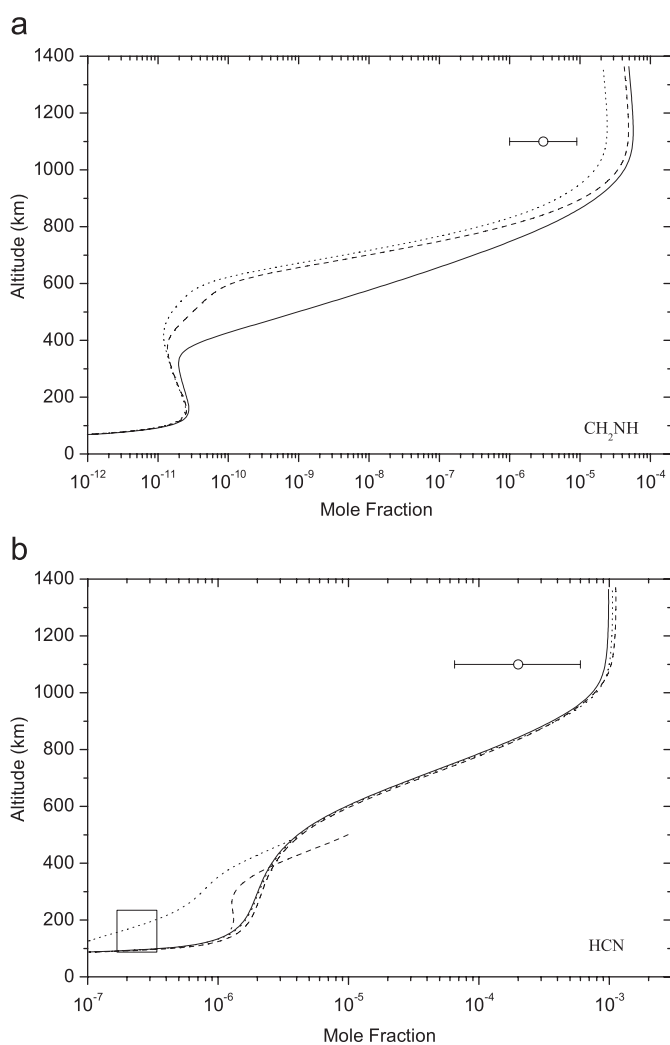 a
1400
1200
1000
800
600
400
200
0
Altitude (km)
CH₂NH
10⁻¹² 10⁻¹¹ 10⁻¹⁰ 10⁻⁹ 10⁻⁸ 10⁻⁷ 10⁻⁶ 10⁻⁵ 10⁻⁴
Mole Fraction
b
1400
1200
1000
800
600
400
200
0
Altitude (km)
HCN
10⁻⁷ 10⁻⁶ 10⁻⁵ 10⁻⁴ 10⁻³
Mole Fraction